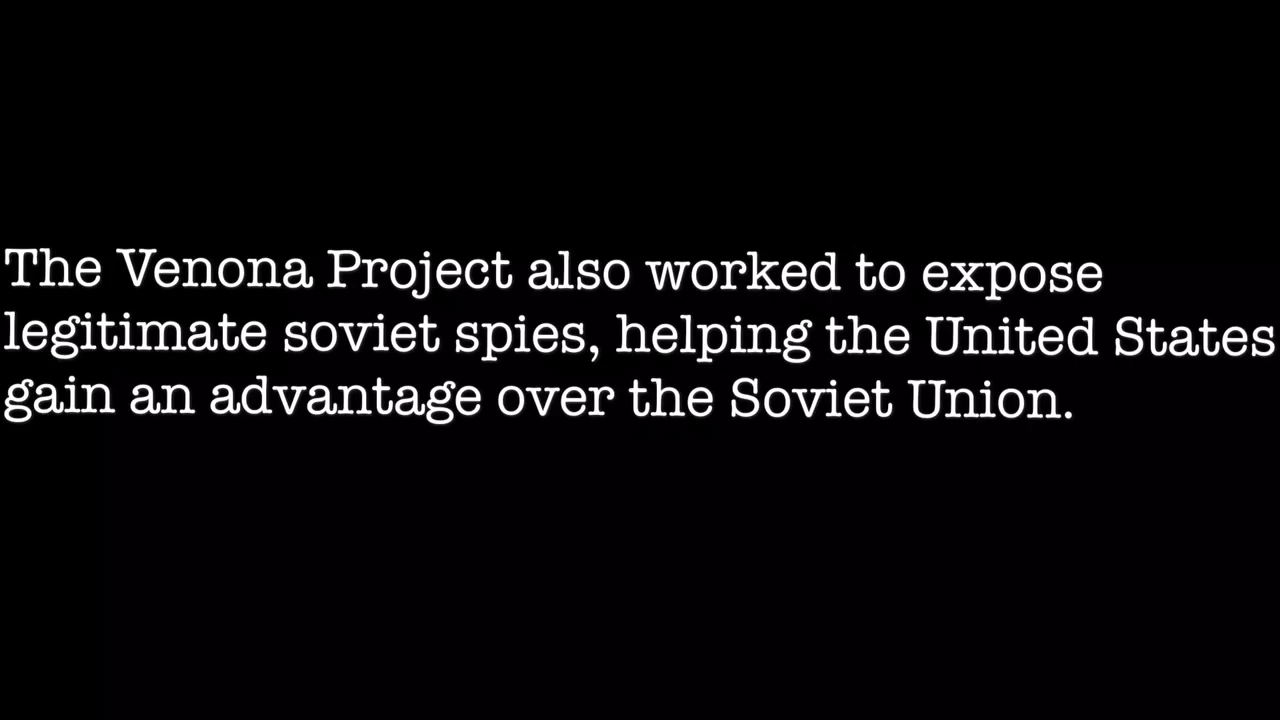 The Venona Project also worked to expose
legitimate soviet spies, helping the United States
gain an advantage over the Soviet Union.